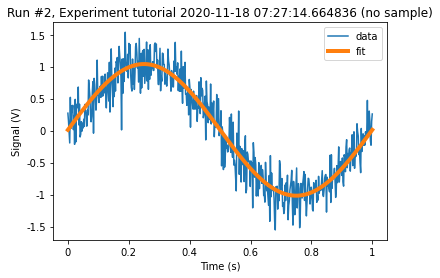 Run #2, Experiment tutorial 2020-11-18 07:27:14.664836 (no sample)
data
fit
Signal (V)
1.5
1.0
0.5
0
-0.5
-1.0
-1.5
0
0.2
0.4
0.6
0.8
1
Time (s)